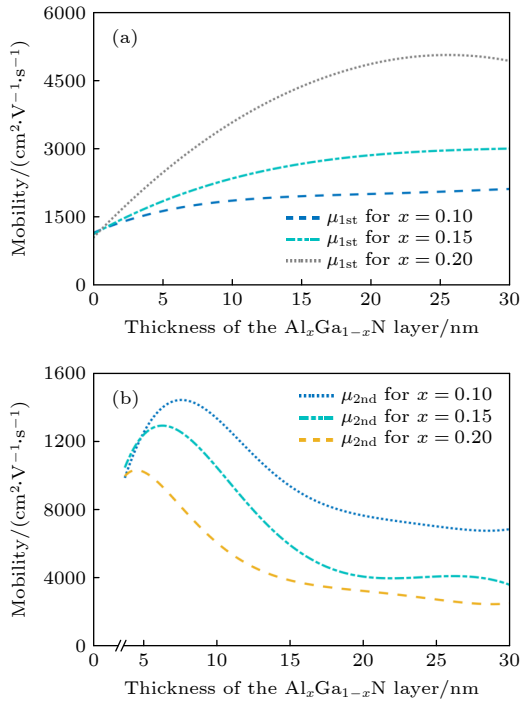 6000
(a)
4500
3000
1500
0
Mobility/(cm²·V⁻¹·s⁻¹)
μ1st for x = 0.10
μ1st for x = 0.15
μ1st for x = 0.20
0 5 10 15 20 25 30
Thickness of the AlxGa1−xN layer/nm
1600
(b)
1200
8000
4000
0
Mobility/(cm²·V⁻¹·s⁻¹)
μ2nd for x = 0.10
μ2nd for x = 0.15
μ2nd for x = 0.20
0 5 10 15 20 25 30
Thickness of the AlxGa1−xN layer/nm